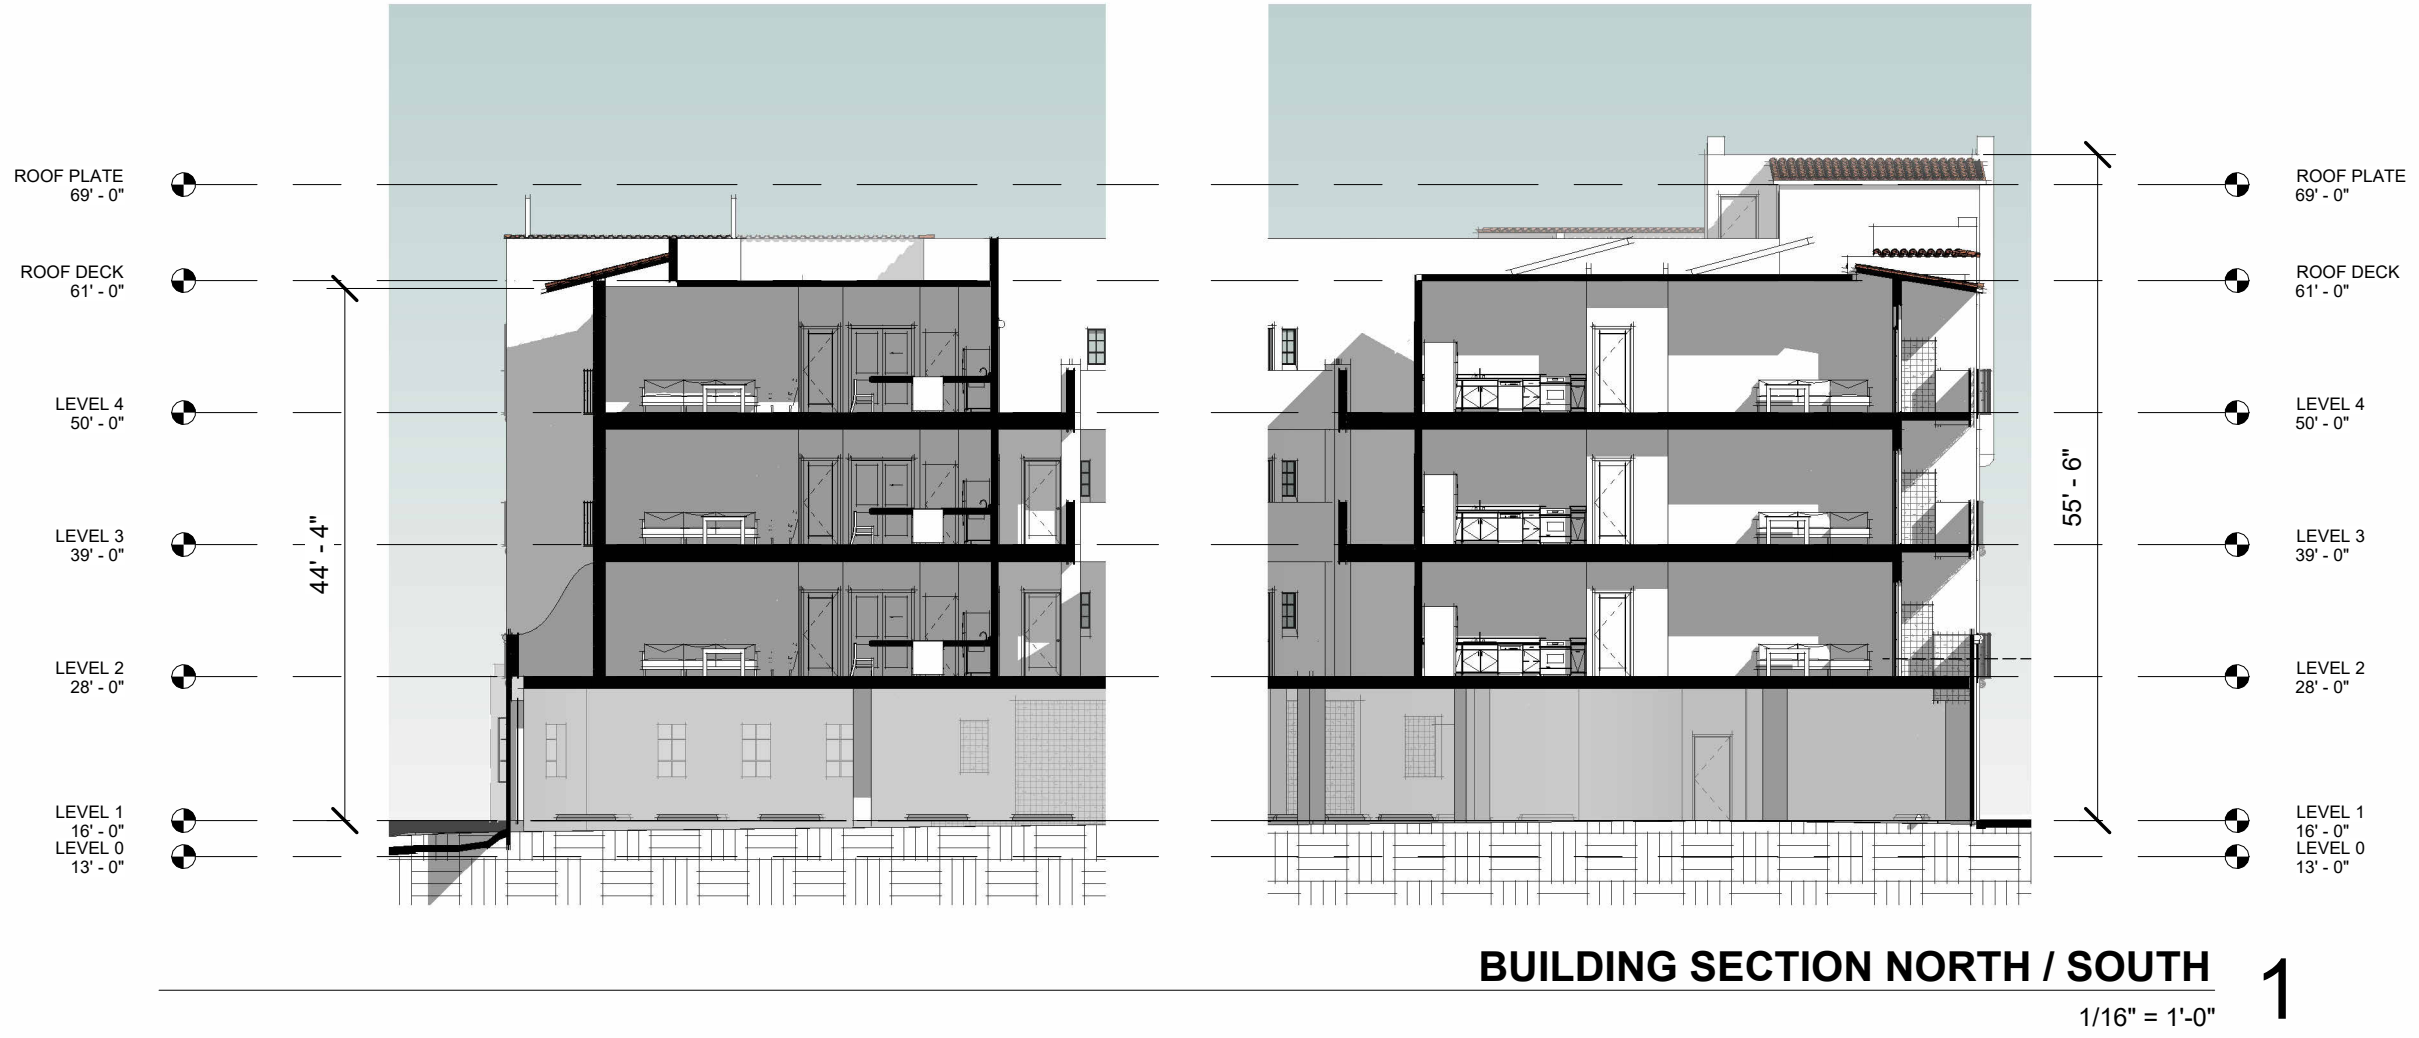 ROOF PLATE
69' - 0"
ROOF DECK
61' - 0"
LEVEL 4
50' - 0"
LEVEL 3
39' - 0"
LEVEL 2
28' - 0"
LEVEL 1
16' - 0"
LEVEL 0
13' - 0"
44' - 4"
55' - 6"
ROOF PLATE
69' - 0"
ROOF DECK
61' - 0"
LEVEL 4
50' - 0"
LEVEL 3
39' - 0"
LEVEL 2
28' - 0"
LEVEL 1
16' - 0"
LEVEL 0
13' - 0"
BUILDING SECTION NORTH / SOUTH 1
1/16" = 1'-0"